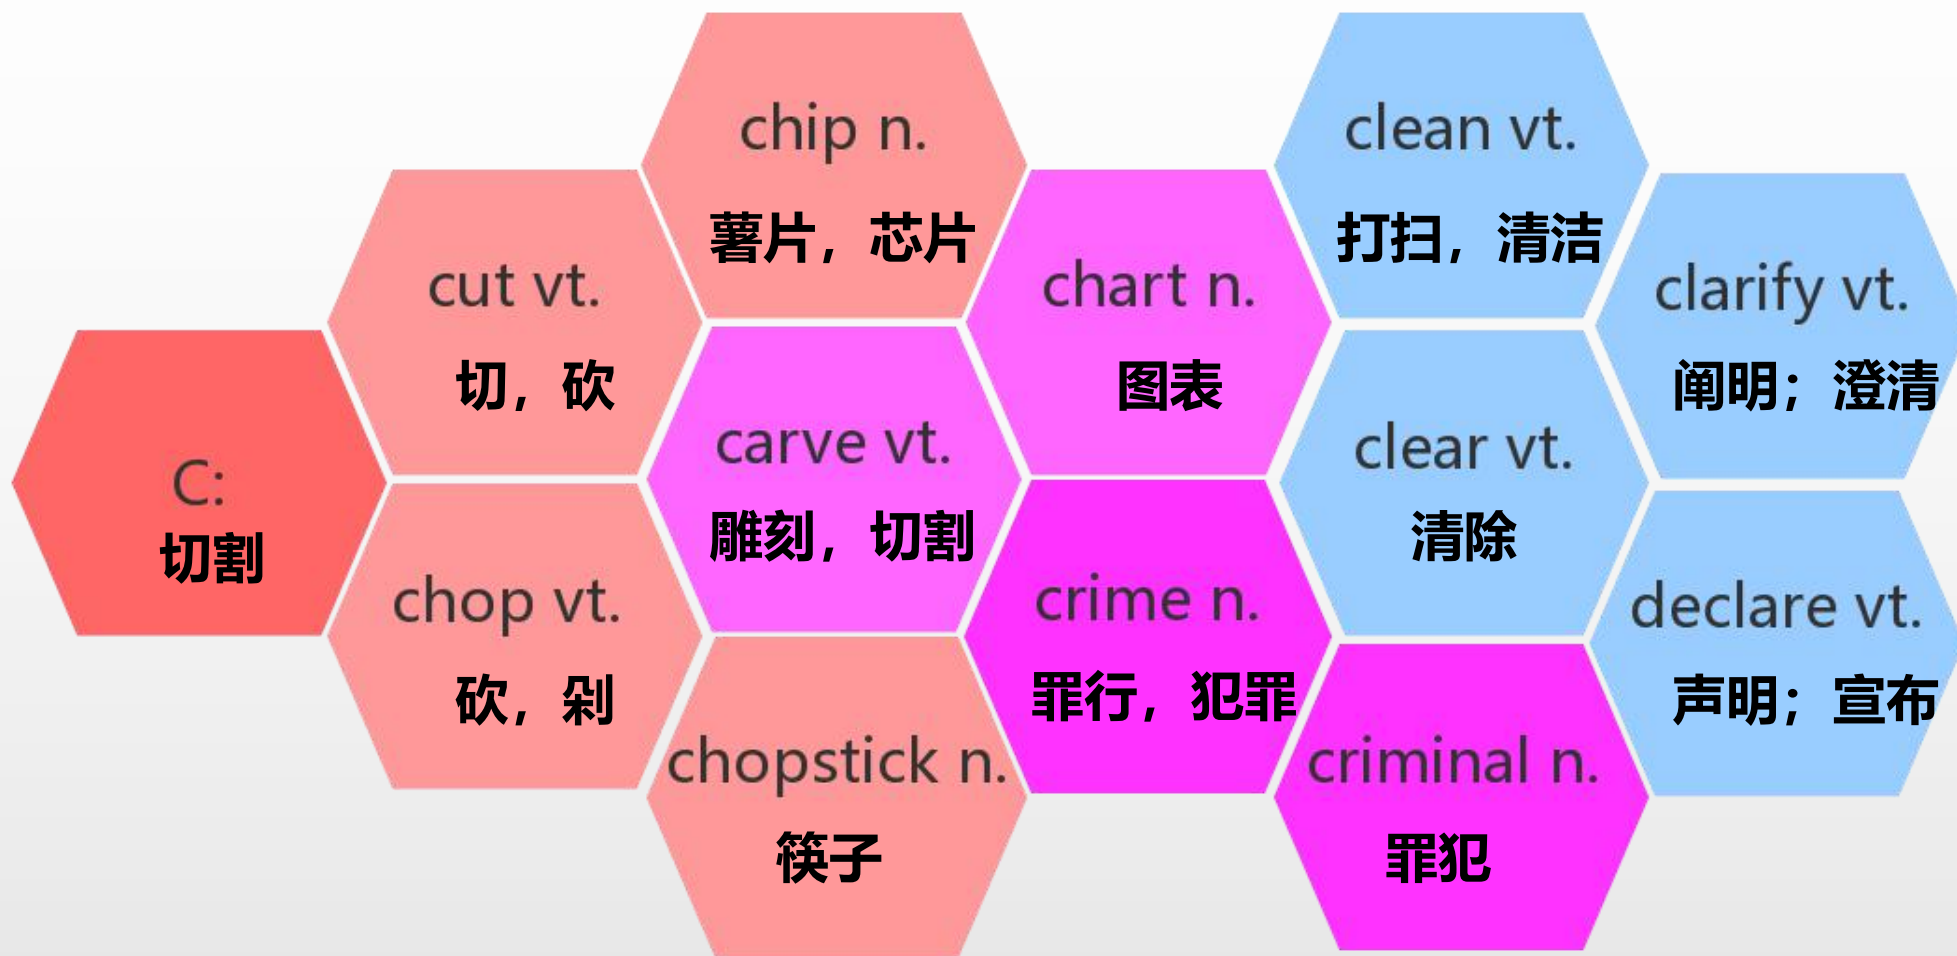 C:
切割
cut vt.
切，砍
chop vt.
砍，剁
chip n.
薯片，芯片
carve vt.
雕刻，切割
chopstick n.
筷子
chart n.
图表
crime n.
罪行，犯罪
clean vt.
打扫，清洁
clear vt.
清除
criminal n.
罪犯
clarify vt.
阐明；澄清
declare vt.
声明；宣布